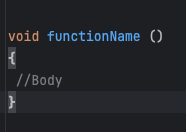 void functionName ()
{
//Body
}